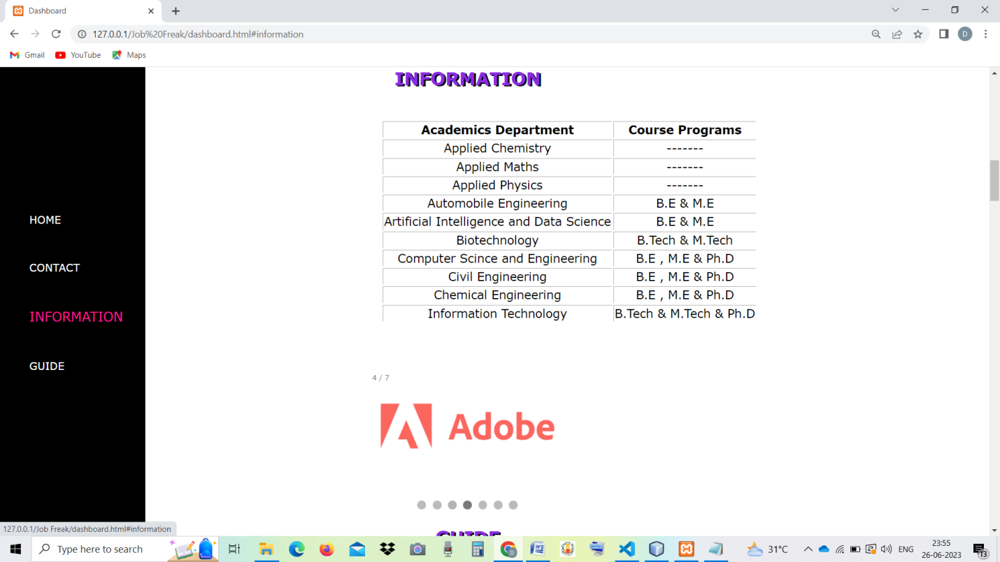 Dashboard
127.0.0.1/Job%20Freak/dashboard.html#information
D
Gmail YouTube Maps
INFORMATION
Academics Department Course Programs
Applied Chemistry -------
Applied Maths -------
Applied Physics -------
Automobile Engineering B.E & M.E
Artificial Intelligence and Data Science B.E & M.E
Biotechnology B.Tech & M.Tech
Computer Scince and Engineering B.E , M.E & Ph.D
Civil Engineering B.E , M.E & Ph.D
Chemical Engineering B.E , M.E & Ph.D
Information Technology B.Tech & M.Tech & Ph.D
HOME
CONTACT
INFORMATION
GUIDE
4 / 7
Adobe
GUIDE
127.0.0.1/Job Freak/dashboard.html#information
Type here to search
31°C
ENG
23:55
26-06-2023
13